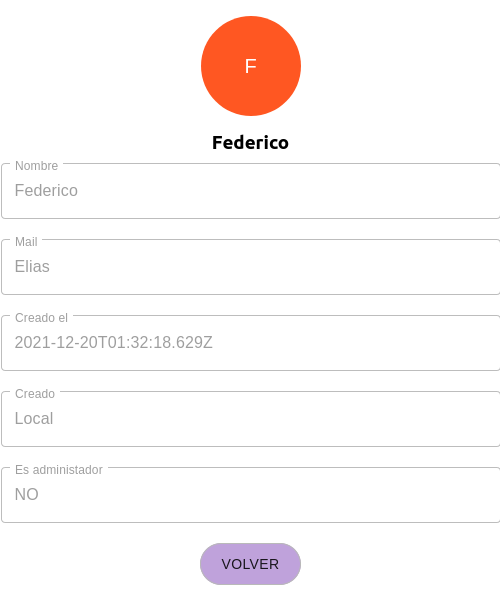 F
Federico
Nombre
Federico
Mail
Elias
Creado el
2021-12-20T01:32:18.629Z
Creado
Local
Es administador
NO
VOLVER